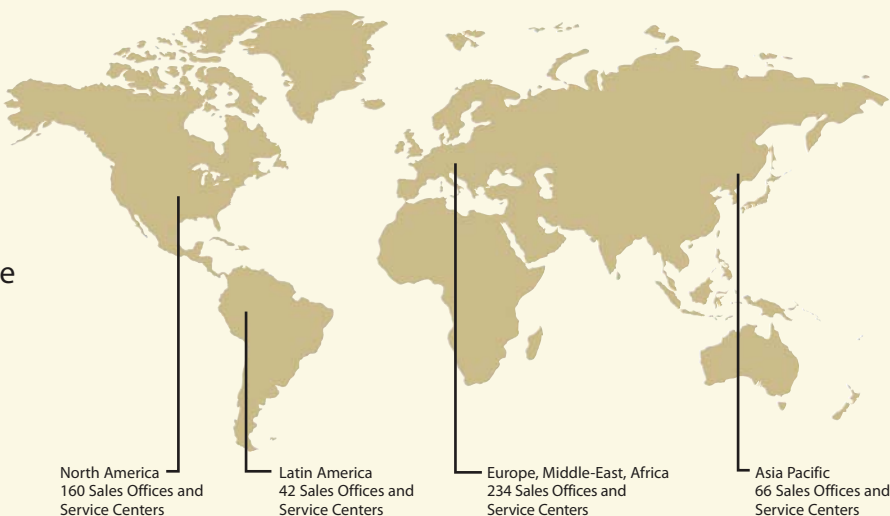 e
North America
160 Sales Offices and
Service Centers
Latin America
42 Sales Offices and
Service Centers
Europe, Middle-East, Africa
234 Sales Offices and
Service Centers
Asia Pacific
66 Sales Offices and
Service Centers